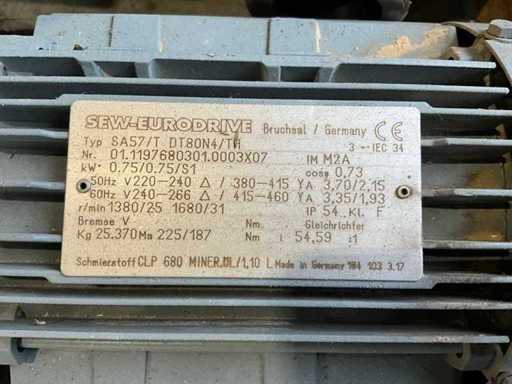 SEW-EURODRIVE Bruchsal / Germany CE
Typ SA57/T DT80N4/TH 3~IEC 34
Nr. 01.1197680301.0003X07 IM M2A
kW 0.75/0.75/S1 cosφ 0,73
50Hz V220-240 Δ / 380-415 Y A 3,70/2,15
60Hz V240-266 Δ / 415-460 Y A 3,35/1,93
r/min 1380/25 1680/31 IP 54 Kl. F
Bremse V Nm Gleichrichter
Kg 25.370 Ma 225/187 Nm i 54,59 :1
Schmierstoff CLP 680 MINER.ÖL/1,10 L Made in Germany 184 103 3.17